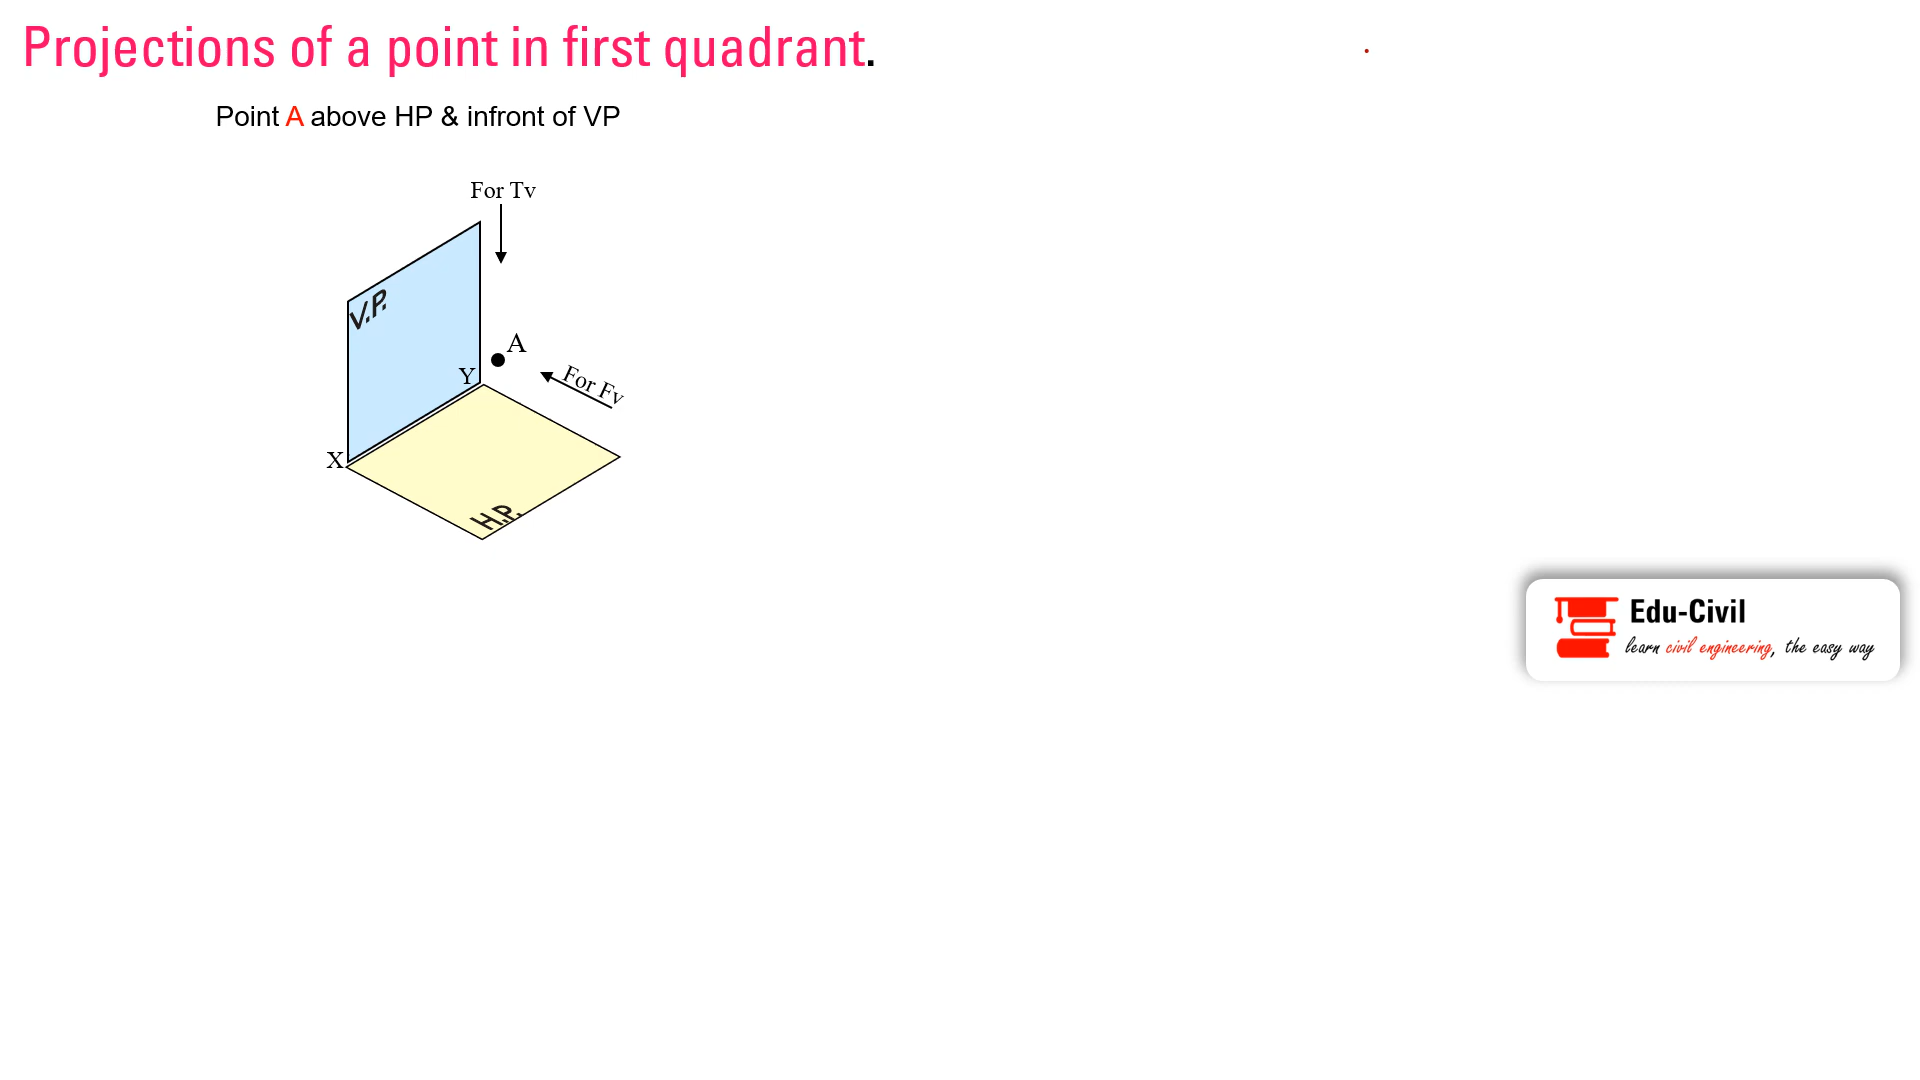 Projections of a point in first quadrant.
Point A above HP & infront of VP
For Tv
V.P.
A
Y
For Fv
X
H.P.
Edu-Civil
learn civil engineering, the easy way